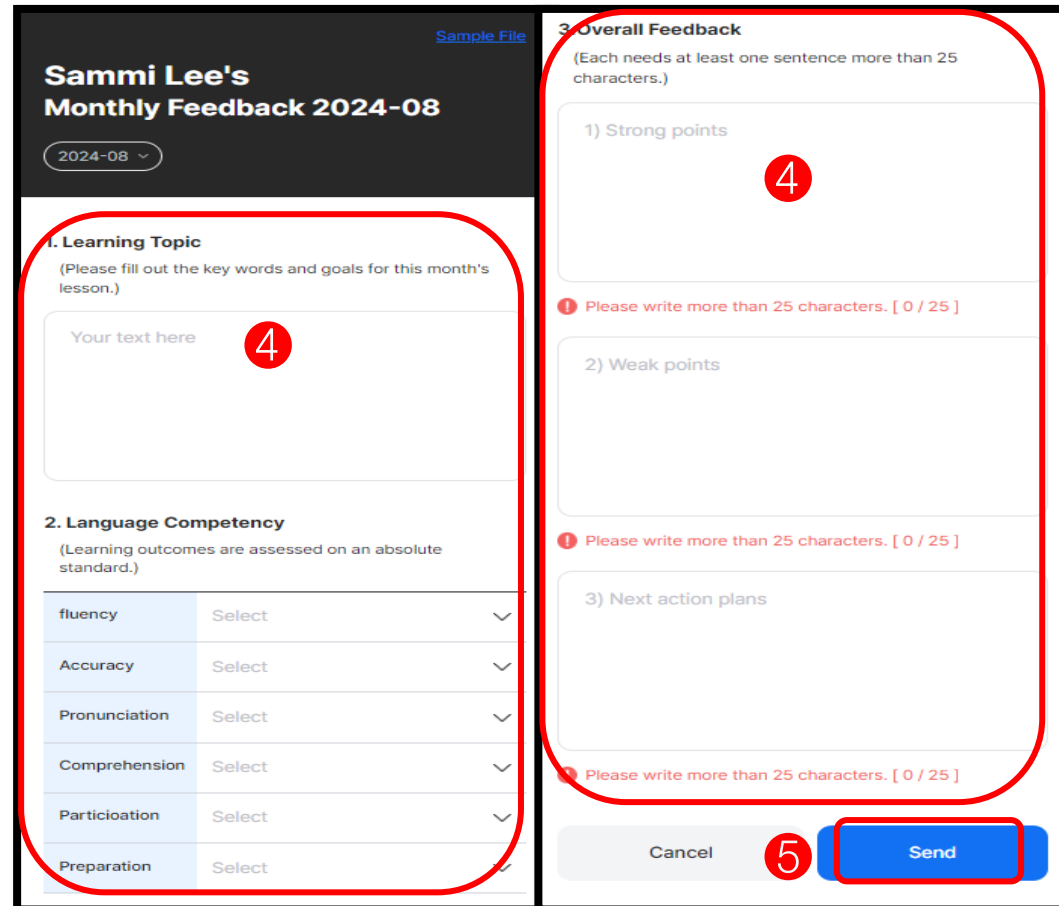 Sample File
Sammi Lee's
Monthly Feedback 2024-08
2024-08
1. Learning Topic
(Please fill out the key words and goals for this month's
lesson.)
Your text here
4
2. Language Competency
(Learning outcomes are assessed on an absolute
standard.)
fluency Select
Accuracy Select
Pronunciation Select
Comprehension Select
Particioation Select
Preparation Select
3 Overall Feedback
(Each needs at least one sentence more than 25
characters.)
1) Strong points
4
Please write more than 25 characters. [ 0 / 25 ]
2) Weak points
Please write more than 25 characters. [ 0 / 25 ]
3) Next action plans
Please write more than 25 characters. [ 0 / 25 ]
Cancel 5 Send